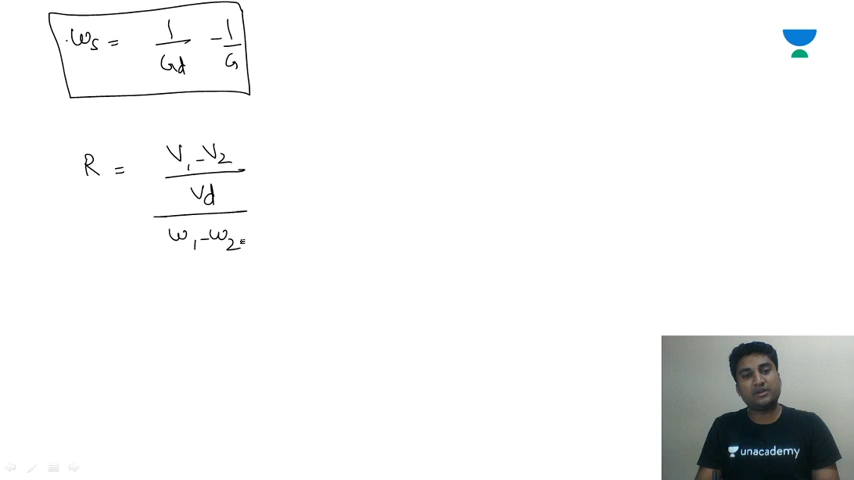 ωs = 1/Gd - 1/G
R =
V1-V2
Vd
ω1-ω2
unacademy